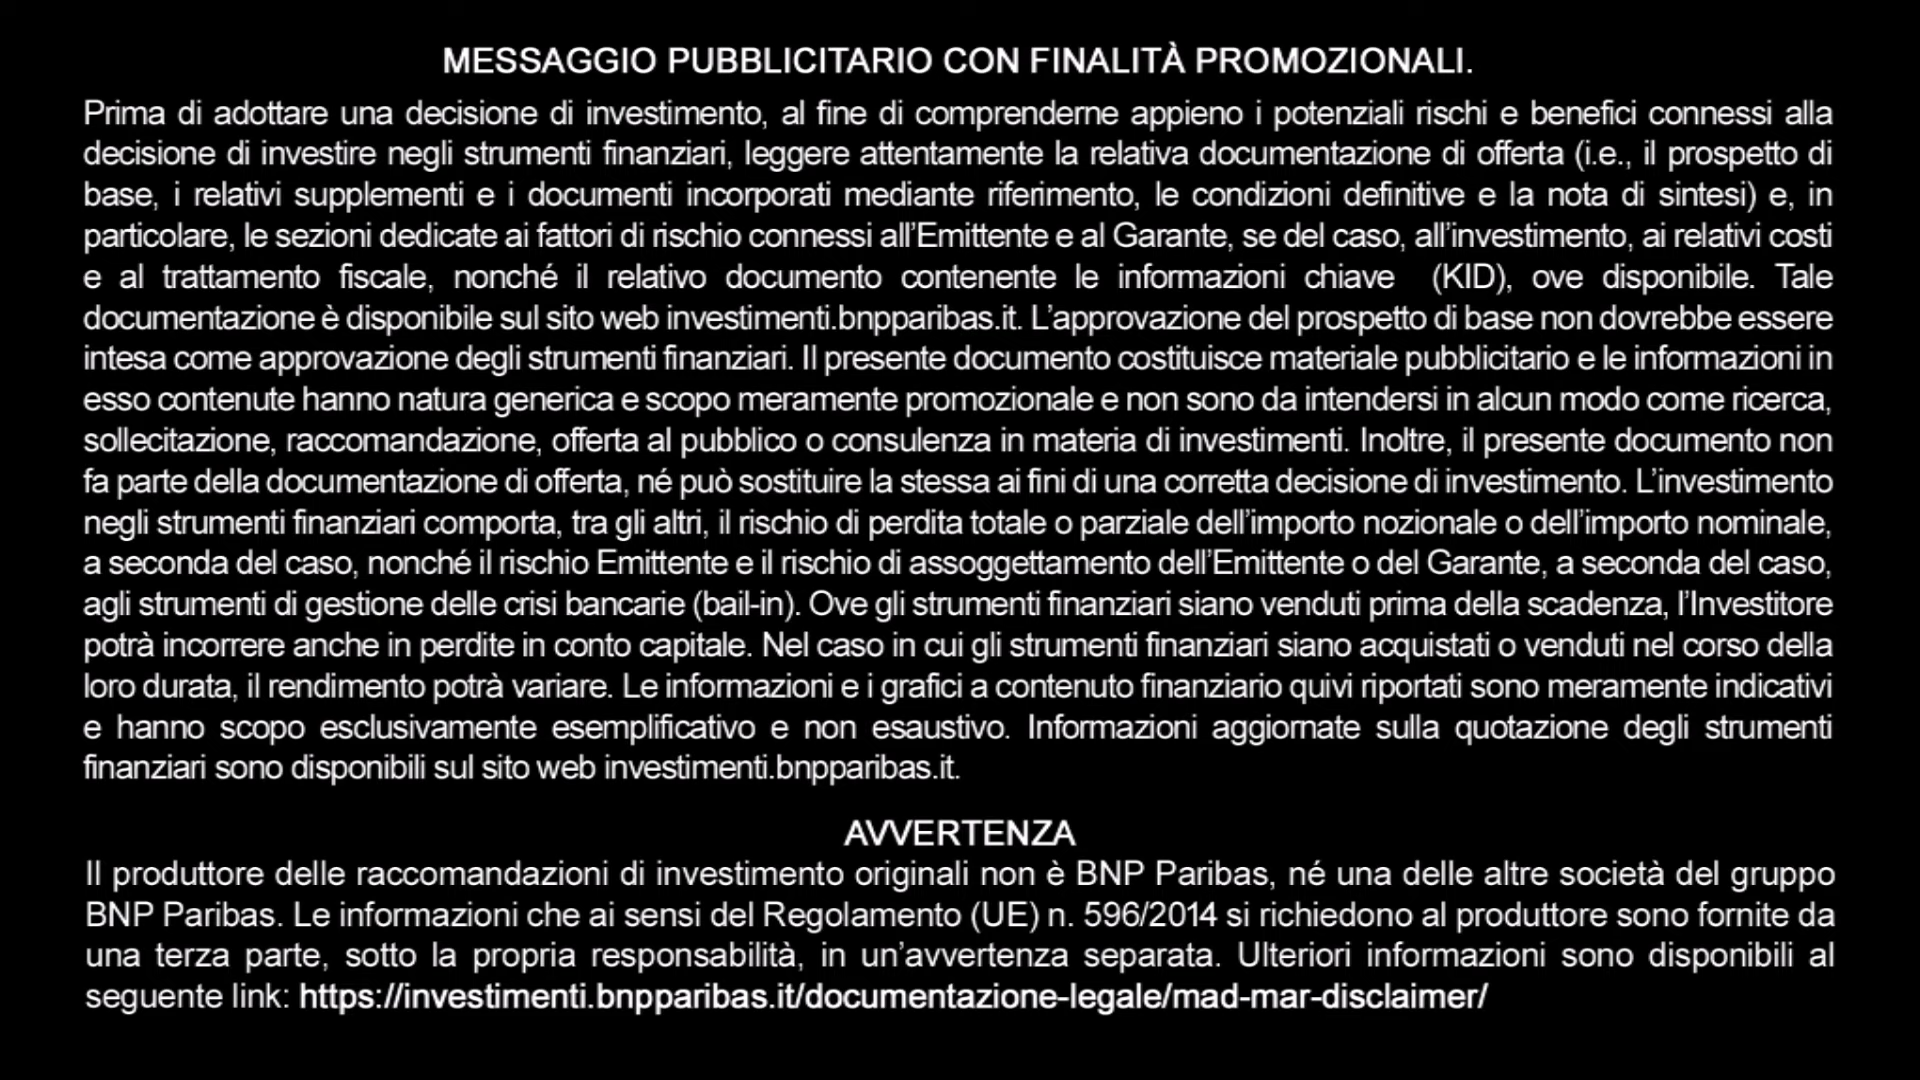 MESSAGGIO PUBBLICITARIO CON FINALITÀ PROMOZIONALI.
Prima di adottare una decisione di investimento, al fine di comprenderne appieno i potenziali rischi e benefici connessi alla
decisione di investire negli strumenti finanziari, leggere attentamente la relativa documentazione di offerta (i.e., il prospetto di
base, i relativi supplementi e i documenti incorporati mediante riferimento, le condizioni definitive e la nota di sintesi) e, in
particolare, le sezioni dedicate ai fattori di rischio connessi all’Emittente e al Garante, se del caso, all’investimento, ai relativi costi
e al trattamento fiscale, nonché il relativo documento contenente le informazioni chiave (KID), ove disponibile. Tale
documentazione è disponibile sul sito web investimenti.bnpparibas.it. L’approvazione del prospetto di base non dovrebbe essere
intesa come approvazione degli strumenti finanziari. Il presente documento costituisce materiale pubblicitario e le informazioni in
esso contenute hanno natura generica e scopo meramente promozionale e non sono da intendersi in alcun modo come ricerca,
sollecitazione, raccomandazione, offerta al pubblico o consulenza in materia di investimenti. Inoltre, il presente documento non
fa parte della documentazione di offerta, né può sostituire la stessa ai fini di una corretta decisione di investimento. L’investimento
negli strumenti finanziari comporta, tra gli altri, il rischio di perdita totale o parziale dell’importo nozionale o dell’importo nominale,
a seconda del caso, nonché il rischio Emittente e il rischio di assoggettamento dell’Emittente o del Garante, a seconda del caso,
agli strumenti di gestione delle crisi bancarie (bail-in). Ove gli strumenti finanziari siano venduti prima della scadenza, l’Investitore
potrà incorrere anche in perdite in conto capitale. Nel caso in cui gli strumenti finanziari siano acquistati o venduti nel corso della
loro durata, il rendimento potrà variare. Le informazioni e i grafici a contenuto finanziario quivi riportati sono meramente indicativi
e hanno scopo esclusivamente esemplificativo e non esaustivo. Informazioni aggiornate sulla quotazione degli strumenti
finanziari sono disponibili sul sito web investimenti.bnpparibas.it.
AVVERTENZA
Il produttore delle raccomandazioni di investimento originali non è BNP Paribas, né una delle altre società del gruppo
BNP Paribas. Le informazioni che ai sensi del Regolamento (UE) n. 596/2014 si richiedono al produttore sono fornite da
una terza parte, sotto la propria responsabilità, in un’avvertenza separata. Ulteriori informazioni sono disponibili al
seguente link: https://investimenti.bnpparibas.it/documentazione-legale/mad-mar-disclaimer/